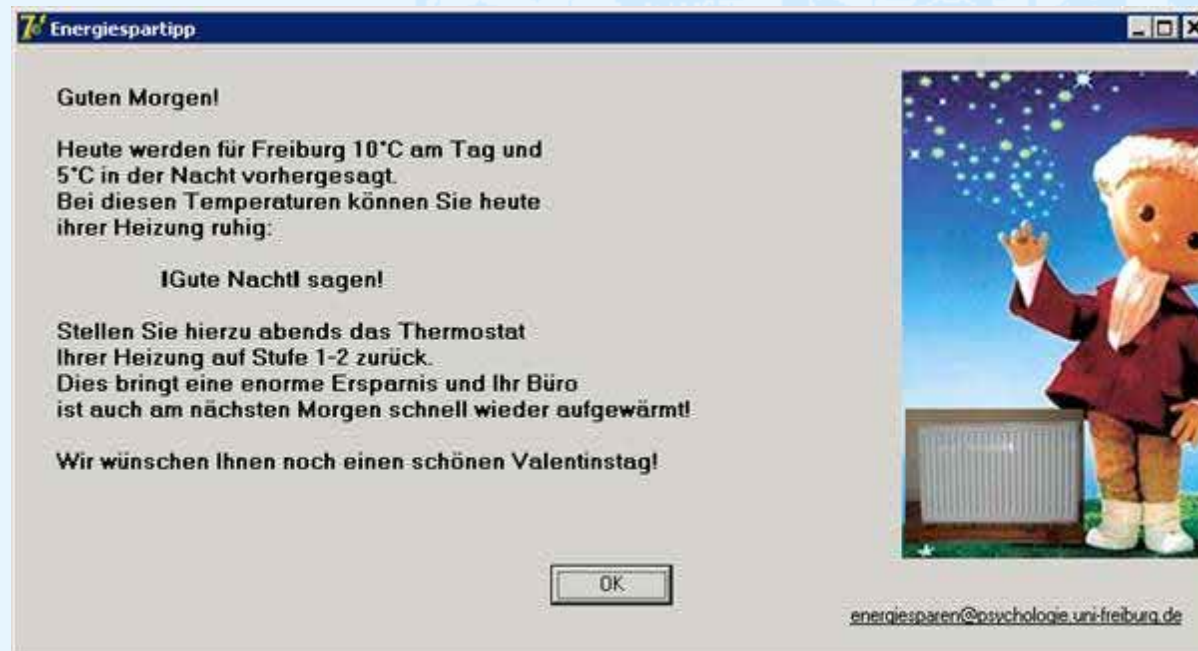 Energiespartipp
Guten Morgen!
Heute werden für Freiburg 10°C am Tag und
5°C in der Nacht vorhergesagt.
Bei diesen Temperaturen können Sie heute
ihrer Heizung ruhig:
|Gute Nacht| sagen!
Stellen Sie hierzu abends das Thermostat
Ihrer Heizung auf Stufe 1-2 zurück.
Dies bringt eine enorme Ersparnis und Ihr Büro
ist auch am nächsten Morgen schnell wieder aufgewärmt!
Wir wünschen Ihnen noch einen schönen Valentinstag!
OK
energiesparen@psychologie.uni-freiburg.de